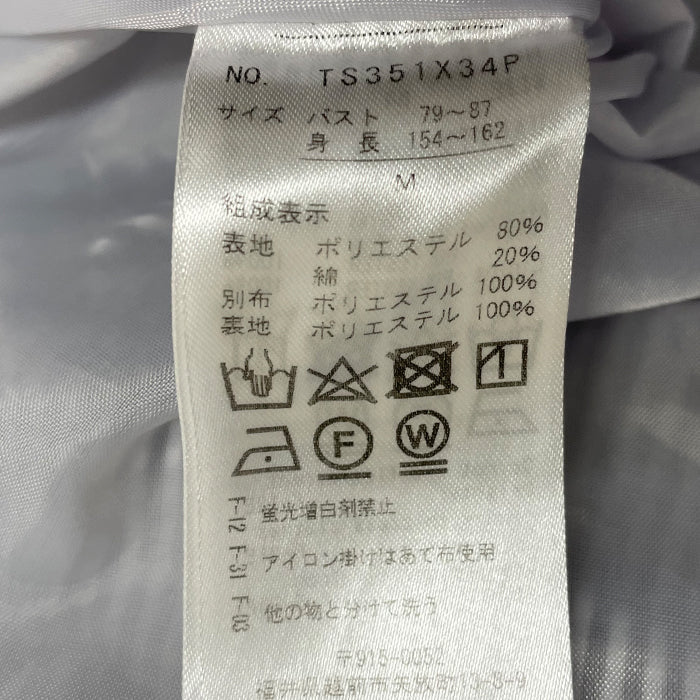 NO. TS351X34P
サイズ バスト 79～87
身長 154～162
M
組成表示
表地 ポリエステル 80%
綿 20%
別布 ポリエステル 100%
裏地 ポリエステル 100%
F W
F-12 蛍光増白剤禁止
F-31 アイロン掛けはあて布使用
F-03 他の物と分けて洗う
〒915-0052
福井県越前市矢放町13-8-9